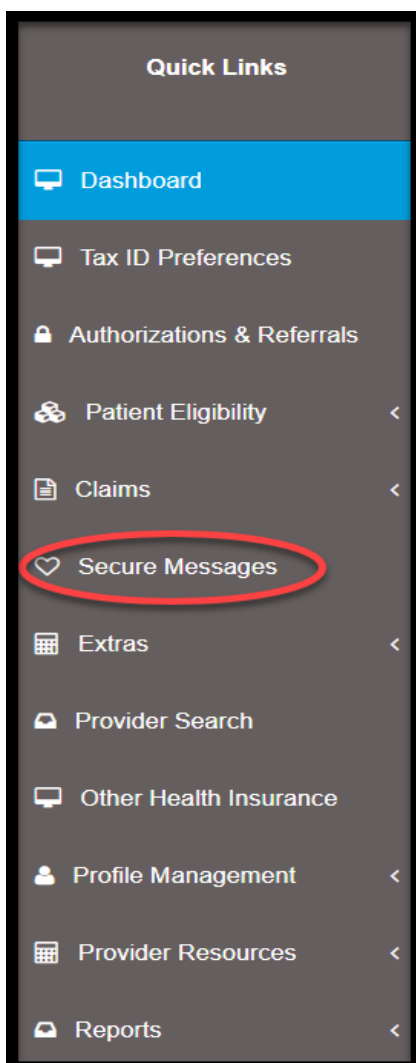 Quick Links
Dashboard
Tax ID Preferences
Authorizations & Referrals
Patient Eligibility
Claims
Secure Messages
Extras
Provider Search
Other Health Insurance
Profile Management
Provider Resources
Reports